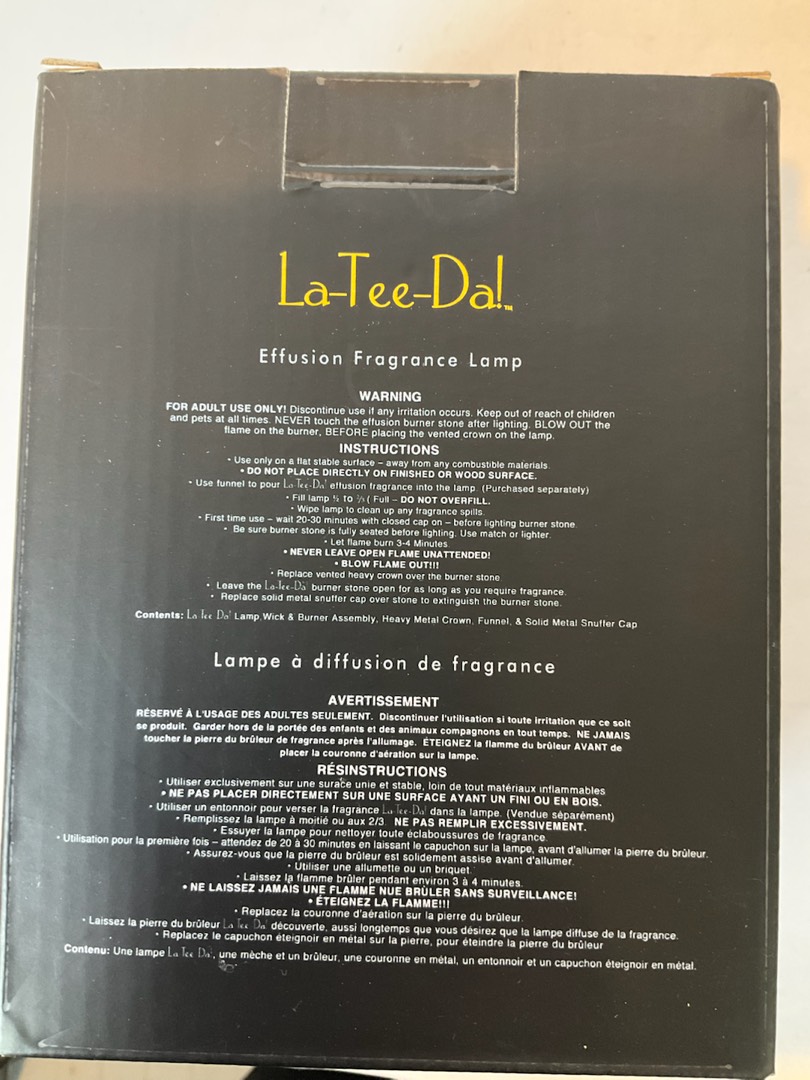 La-Tee-Da!™
Effusion Fragrance Lamp
WARNING
FOR ADULT USE ONLY! Discontinue use if any irritation occurs. Keep out of reach of children
and pets at all times. NEVER touch the effusion burner stone after lighting. BLOW OUT the
flame on the burner, BEFORE placing the vented crown on the lamp.
INSTRUCTIONS
• Use only on a flat stable surface – away from any combustible materials.
• DO NOT PLACE DIRECTLY ON FINISHED OR WOOD SURFACE.
• Use funnel to pour La-Tee-Da! effusion fragrance into the lamp. (Purchased separately)
• Fill lamp ½ to ⅔ ( Full – DO NOT OVERFILL.
• Wipe lamp to clean up any fragrance spills.
• First time use – wait 20-30 minutes with closed cap on – before lighting burner stone.
• Be sure burner stone is fully seated before lighting. Use match or lighter.
• Let flame burn 3-4 Minutes
• NEVER LEAVE OPEN FLAME UNATTENDED!
• BLOW FLAME OUT!!!
• Replace vented heavy crown over the burner stone.
• Leave the La-Tee-Da! burner stone open for as long as you require fragrance.
• Replace solid metal snuffer cap over stone to extinguish the burner stone.
Contents: La Tee Da! Lamp, Wick & Burner Assembly, Heavy Metal Crown, Funnel, & Solid Metal Snuffer Cap
Lampe à diffusion de fragrance
AVERTISSEMENT
RÉSERVÉ À L'USAGE DES ADULTES SEULEMENT. Discontinuer l'utilisation si toute irritation que ce soit
se produit. Garder hors de la portée des enfants et des animaux compagnons en tout temps. NE JAMAIS
toucher la pierre du brûleur de fragrance après l'allumage. ÉTEIGNEZ la flamme du brûleur AVANT de
placer la couronne d'aération sur la lampe.
RÉSINSTRUCTIONS
• Utiliser exclusivement sur une surace unie et stable, loin de tout matériaux inflammables
• NE PAS PLACER DIRECTEMENT SUR UNE SURFACE AYANT UN FINI OU EN BOIS.
• Utiliser un entonnoir pour verser la fragrance La-Tee-Da! dans la lampe. (Vendue séparément)
• Remplissez la lampe à moitié ou aux 2/3. NE PAS REMPLIR EXCESSIVEMENT.
• Essuyer la lampe pour nettoyer toute éclaboussures de fragrance.
• Utilisation pour la première fois – attendez de 20 à 30 minutes en laissant le capuchon sur la lampe, avant d'allumer la pierre du brûleur.
• Assurez-vous que la pierre du brûleur est solidement assise avant d'allumer.
• Utiliser une allumette ou un briquet.
• Laissez la flamme brûler pendant environ 3 à 4 minutes.
• NE LAISSEZ JAMAIS UNE FLAMME NUE BRÛLER SANS SURVEILLANCE!
• ÉTEIGNEZ LA FLAMME!!!
• Replacez la couronne d'aération sur la pierre du brûleur.
• Laissez la pierre du brûleur La Tee Da! découverte, aussi longtemps que vous désirez que la lampe diffuse de la fragrance.
• Replacez le capuchon éteignoir en métal sur la pierre, pour éteindre la pierre du brûleur
Contenu: Une lampe La Tee Da!, une mèche et un brûleur, une couronne en métal, un entonnoir et un capuchon éteignoir en métal.